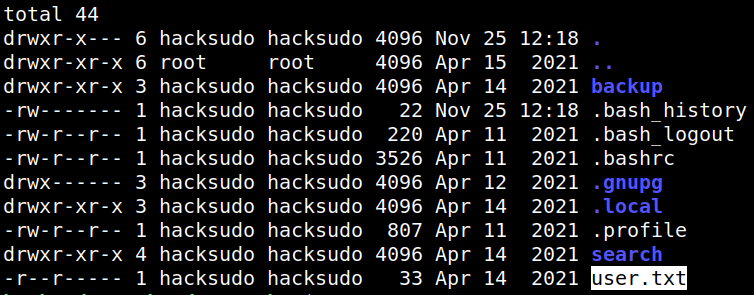 total 44
drwxr-x--- 6 hacksudo hacksudo 4096 Nov 25 12:18 .
drwxr-xr-x 6 root     root     4096 Apr 15  2021 ..
drwxr-xr-x 3 hacksudo hacksudo 4096 Apr 14  2021 backup
-rw------- 1 hacksudo hacksudo   22 Nov 25 12:18 .bash_history
-rw-r--r-- 1 hacksudo hacksudo  220 Apr 11  2021 .bash_logout
-rw-r--r-- 1 hacksudo hacksudo 3526 Apr 11  2021 .bashrc
drwx------ 3 hacksudo hacksudo 4096 Apr 12  2021 .gnupg
drwxr-xr-x 3 hacksudo hacksudo 4096 Apr 14  2021 .local
-rw-r--r-- 1 hacksudo hacksudo  807 Apr 11  2021 .profile
drwxr-xr-x 4 hacksudo hacksudo 4096 Apr 14  2021 search
-r--r----- 1 hacksudo hacksudo   33 Apr 14  2021 user.txt